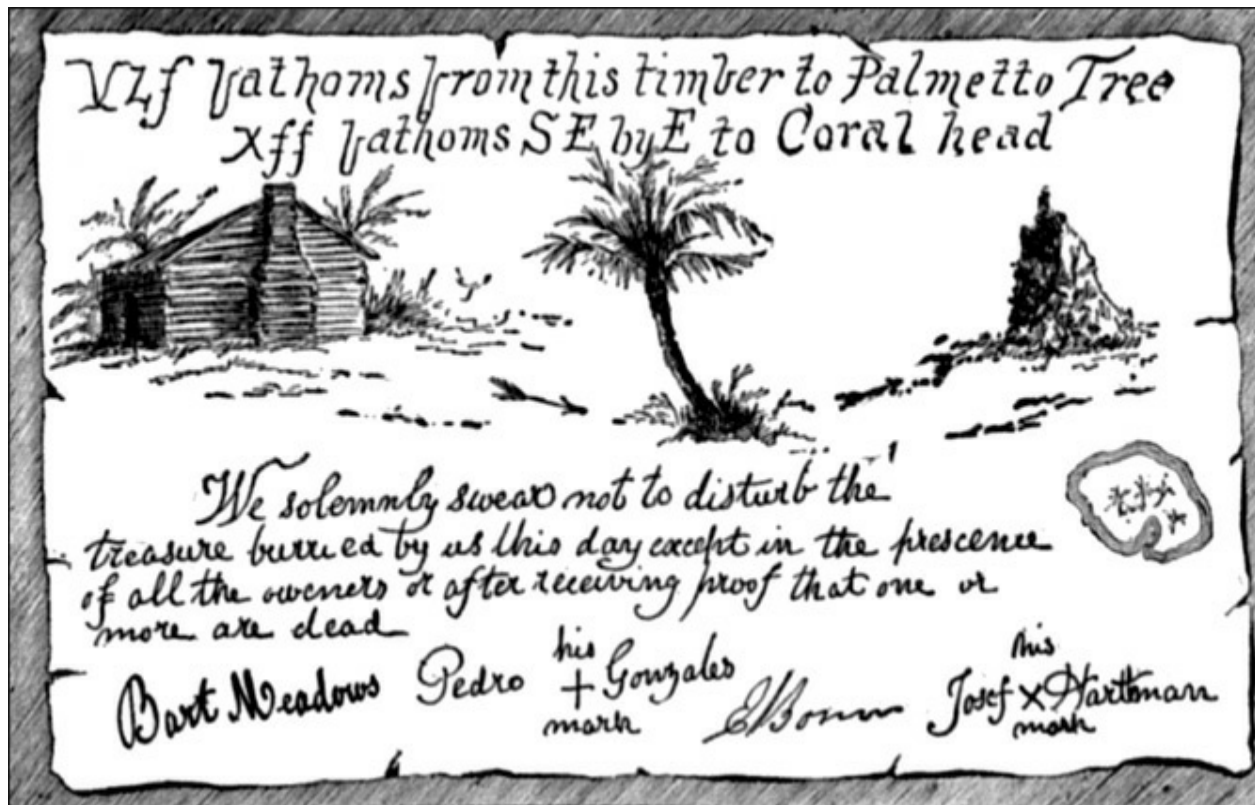 VLf fathoms from this timber to Palmetto Tree
Xff fathoms SE by E to Coral head
We solemnly swear not to disturb the
treasure burried by us this day except in the prescence
of all the owners or after receiving proof that one or
more are dead
Bart Meadows Pedro his + mark Gonzales Josef his x mark Harthman